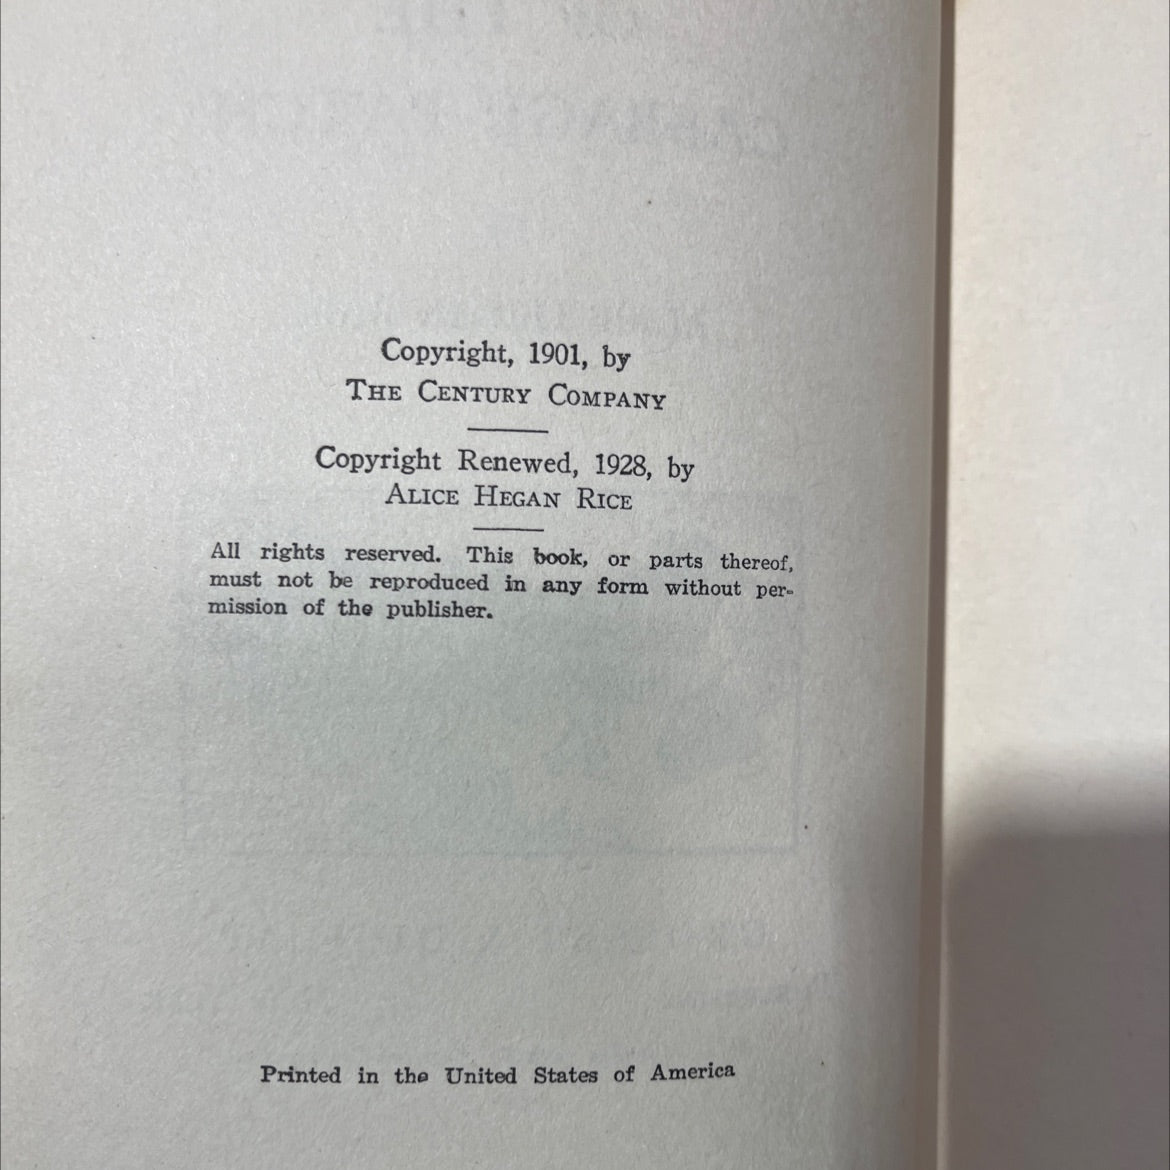 Copyright, 1901, by
THE CENTURY COMPANY
Copyright Renewed, 1928, by
ALICE HEGAN RICE
All rights reserved. This book, or parts thereof,
must not be reproduced in any form without per-
mission of the publisher.
Printed in the United States of America